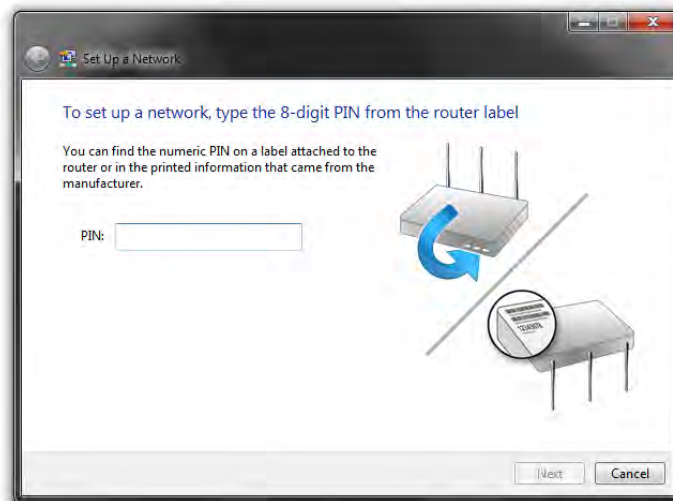 Set Up a Network
To set up a network, type the 8-digit PIN from the router label
You can find the numeric PIN on a label attached to the
router or in the printed information that came from the
manufacturer.
PIN:
12345678
Next
Cancel